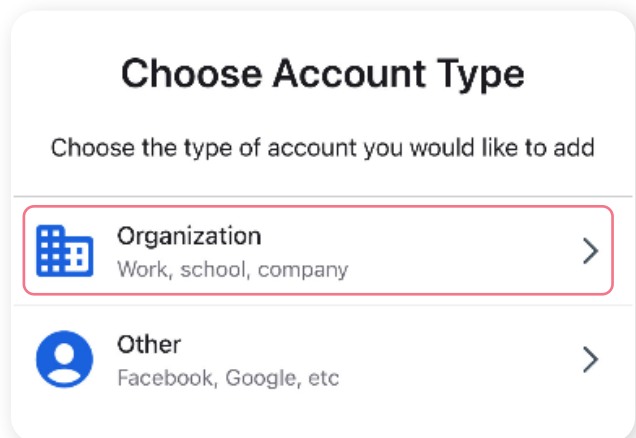 Choose Account Type
Choose the type of account you would like to add
Organization
Work, school, company
Other
Facebook, Google, etc